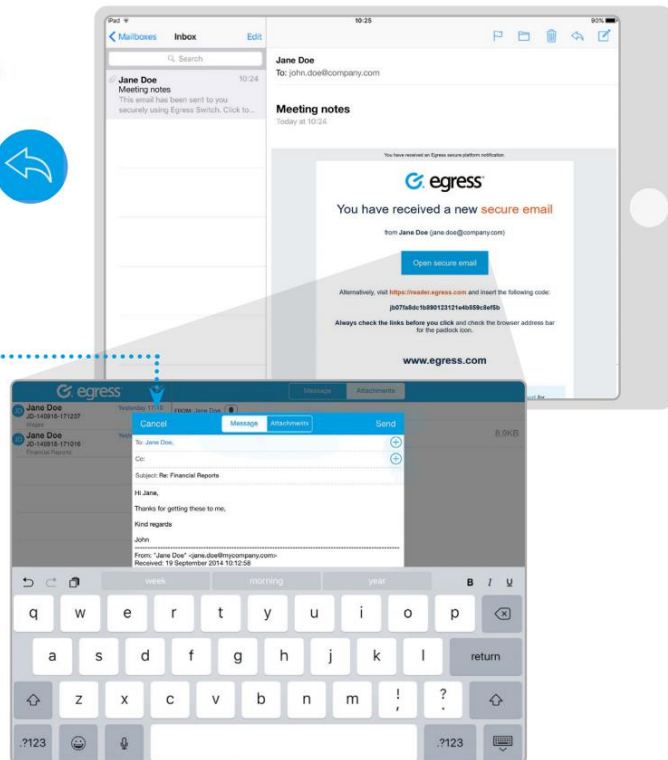 iPad
10:25
90%
Mailboxes
Inbox
Edit
Search
Jane Doe
10:24
Meeting notes
This email has been sent to you
securely using Egress Switch. Click to...
Jane Doe
To: john.doe@company.com
Meeting notes
Today at 10:24
You have received an Egress secure platform notification.
egress
You have received a new secure email
from Jane Doe (jane.doe@company.com)
Open secure email
Alternatively, visit https://reader.egress.com and insert the following code:
Always check the links before you click and check the browser address bar
for the padlock icon.
www.egress.com
egress
Message
Attachments
JD
Jane Doe
Yesterday 17:19
JD-140916-171237
Wages
FROM: Jane Doe
8.9KB
JD
Jane Doe
JD-140916-171016
Financial Reports
Cancel
Message
Attachments
Send
To: Jane Doe,
Cc:
Subject: Re: Financial Reports
Hi Jane,
Thanks for getting these to me,
Kind regards
John
From: "Jane Doe" <jane.doe@mycompany.com>
Received: 19 September 2014 10:12:58
week
morning
year
B I U
q w e r t y u i o p
a s d f g h j k l return
z x c v b n m ! , ? .
.?123
.?123